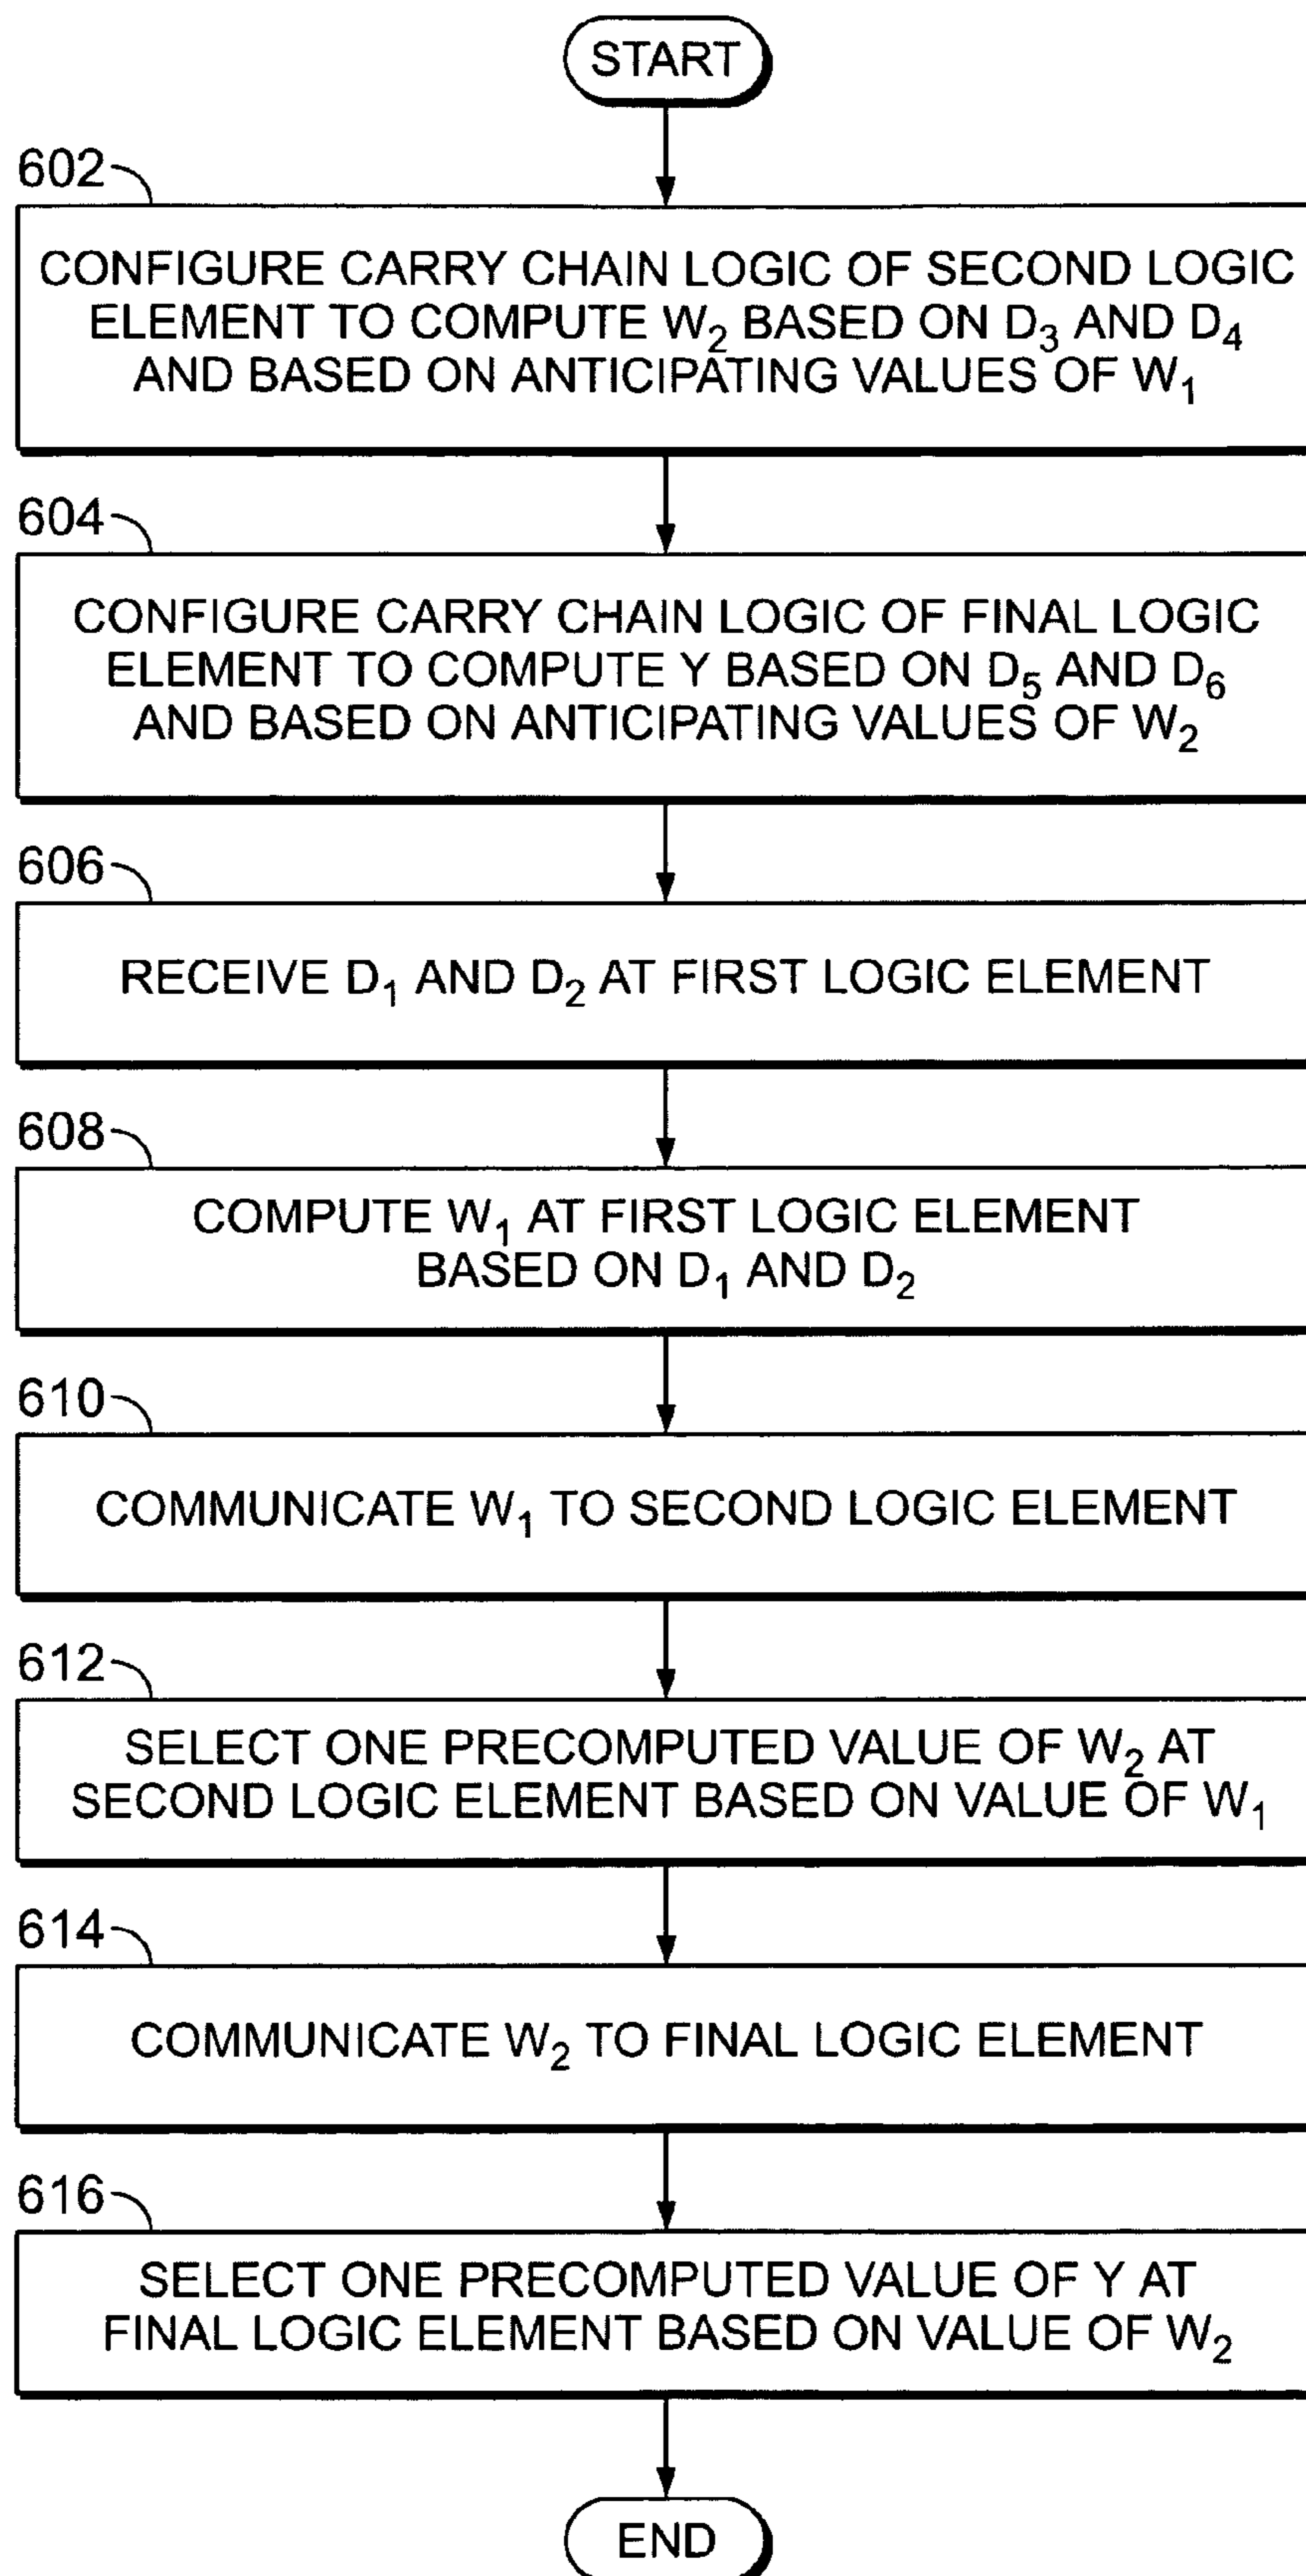 START
602
CONFIGURE CARRY CHAIN LOGIC OF SECOND LOGIC
ELEMENT TO COMPUTE W₂ BASED ON D₃ AND D₄
AND BASED ON ANTICIPATING VALUES OF W₁
604
CONFIGURE CARRY CHAIN LOGIC OF FINAL LOGIC
ELEMENT TO COMPUTE Y BASED ON D₅ AND D₆
AND BASED ON ANTICIPATING VALUES OF W₂
606
RECEIVE D₁ AND D₂ AT FIRST LOGIC ELEMENT
608
COMPUTE W₁ AT FIRST LOGIC ELEMENT
BASED ON D₁ AND D₂
610
COMMUNICATE W₁ TO SECOND LOGIC ELEMENT
612
SELECT ONE PRECOMPUTED VALUE OF W₂ AT
SECOND LOGIC ELEMENT BASED ON VALUE OF W₁
614
COMMUNICATE W₂ TO FINAL LOGIC ELEMENT
616
SELECT ONE PRECOMPUTED VALUE OF Y AT
FINAL LOGIC ELEMENT BASED ON VALUE OF W₂
END